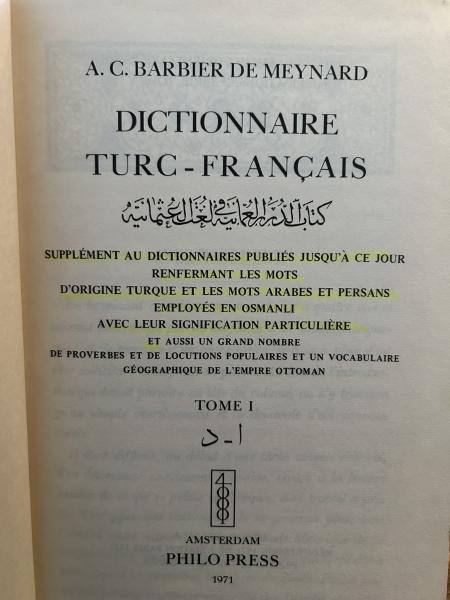 A. C. BARBIER DE MEYNARD
DICTIONNAIRE
TURC - FRANÇAIS
كتاب الدرر العمانية في لغت العثمانية
SUPPLÉMENT AU DICTIONNAIRES PUBLIÉS JUSQU'À CE JOUR
RENFERMANT LES MOTS
D'ORIGINE TURQUE ET LES MOTS ARABES ET PERSANS
EMPLOYÉS EN OSMANLI
AVEC LEUR SIGNIFICATION PARTICULIÈRE
ET AUSSI UN GRAND NOMBRE
DE PROVERBES ET DE LOCUTIONS POPULAIRES ET UN VOCABULAIRE
GÉOGRAPHIQUE DE L'EMPIRE OTTOMAN
TOME I
ا - د
AMSTERDAM
PHILO PRESS
1971